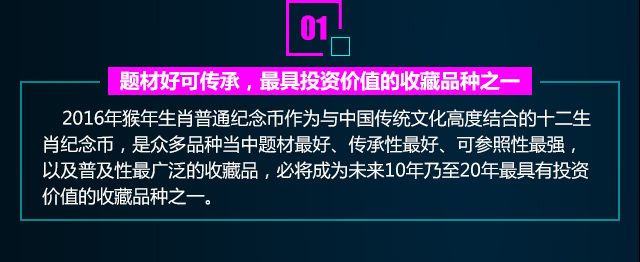 01
题材好可传承，最具投资价值的收藏品种之一
2016年猴年生肖普通纪念币作为与中国传统文化高度结合的十二生
肖纪念币，是众多品种当中题材最好、传承性最好、可参照性最强，
以及普及性最广泛的收藏品，必将成为未来10年乃至20年最具有投资
价值的收藏品种之一。